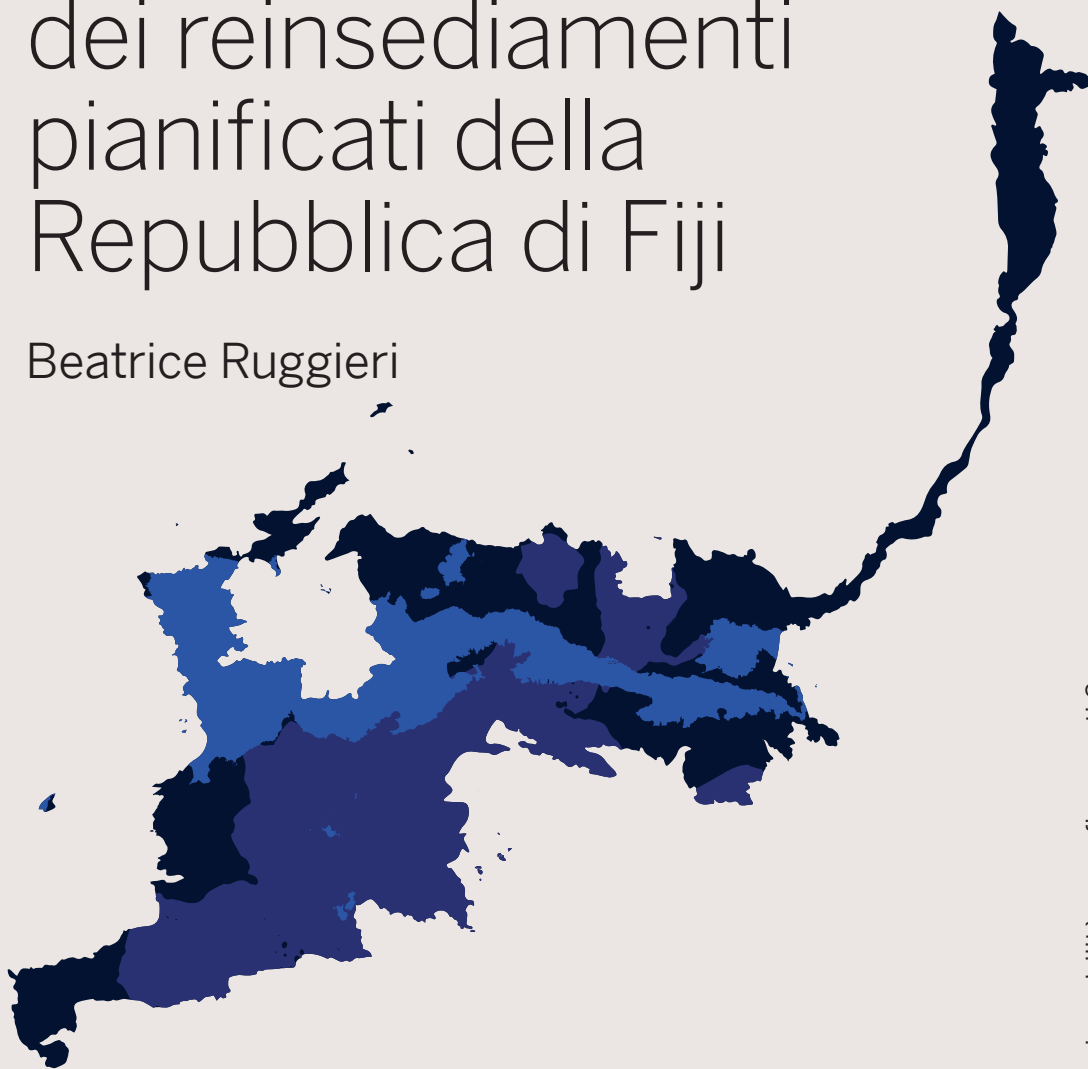 dei reinsediamenti
pianificati della
Repubblica di Fiji
Beatrice Ruggieri